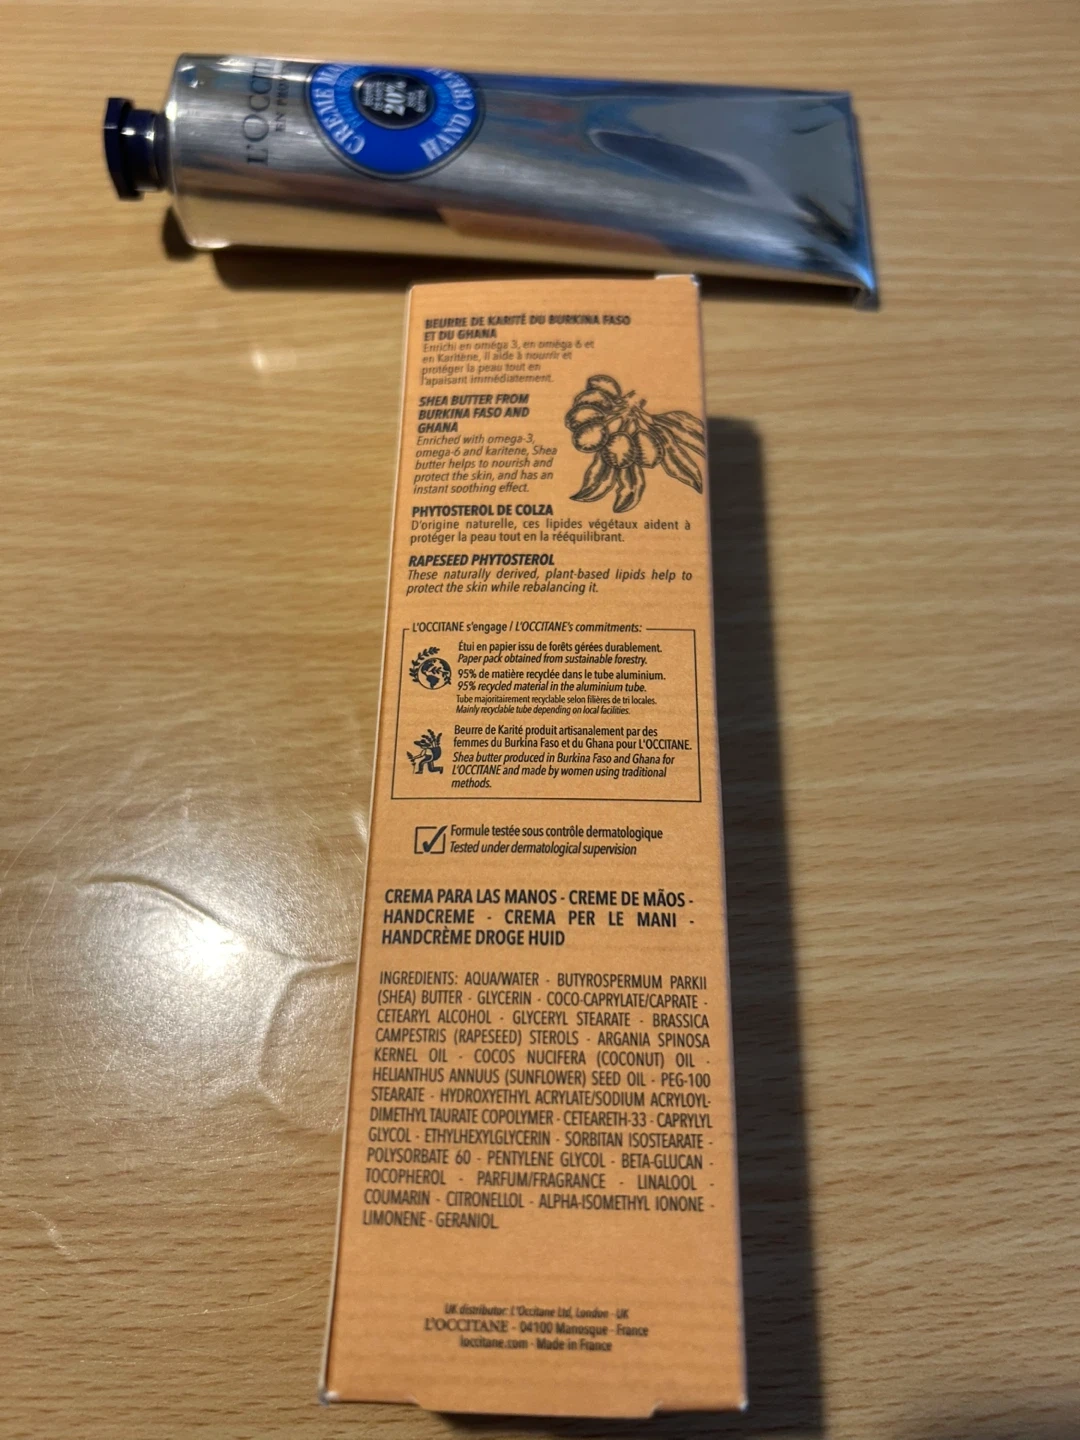 L'OCCIT
EN PRO
CREME MA
20%
HAND CREA
BEURRE DE KARITÉ DU BURKINA FASO
ET DU GHANA
Enrichi en oméga 3, en oméga 6 et
en Karitène, il aide à nourrir et
protéger la peau tout en
l'apaisant immédiatement.
SHEA BUTTER FROM
BURKINA FASO AND
GHANA
Enriched with omega-3,
omega-6 and karitene, Shea
butter helps to nourish and
protect the skin, and has an
instant soothing effect.
PHYTOSTEROL DE COLZA
D'origine naturelle, ces lipides végétaux aident à
protéger la peau tout en la rééquilibrant.
RAPESEED PHYTOSTEROL
These naturally derived, plant-based lipids help to
protect the skin while rebalancing it.
L'OCCITANE s'engage / L'OCCITANE's commitments:
Étui en papier issu de forêts gérées durablement.
Paper pack obtained from sustainable forestry.
95% de matière recyclée dans le tube aluminium.
95% recycled material in the aluminium tube.
Tube majoritairement recyclable selon filières de tri locales.
Mainly recyclable tube depending on local facilities.
Beurre de Karité produit artisanalement par des
femmes du Burkina Faso et du Ghana pour L'OCCITANE.
Shea butter produced in Burkina Faso and Ghana for
L'OCCITANE and made by women using traditional
methods.
Formule testée sous contrôle dermatologique
Tested under dermatological supervision
CREMA PARA LAS MANOS - CREME DE MÃOS -
HANDCREME - CREMA PER LE MANI -
HANDCRÈME DROGE HUID
INGREDIENTS: AQUA/WATER - BUTYROSPERMUM PARKII
(SHEA) BUTTER - GLYCERIN - COCO-CAPRYLATE/CAPRATE -
CETEARYL ALCOHOL - GLYCERYL STEARATE - BRASSICA
CAMPESTRIS (RAPESEED) STEROLS - ARGANIA SPINOSA
KERNEL OIL - COCOS NUCIFERA (COCONUT) OIL -
HELIANTHUS ANNUUS (SUNFLOWER) SEED OIL - PEG-100
STEARATE - HYDROXYETHYL ACRYLATE/SODIUM ACRYLOYL-
DIMETHYL TAURATE COPOLYMER - CETEARETH-33 - CAPRYLYL
GLYCOL - ETHYLHEXYLGLYCERIN - SORBITAN ISOSTEARATE -
POLYSORBATE 60 - PENTYLENE GLYCOL - BETA-GLUCAN -
TOCOPHEROL - PARFUM/FRAGRANCE - LINALOOL -
COUMARIN - CITRONELLOL - ALPHA-ISOMETHYL IONONE -
LIMONENE - GERANIOL
UK distributor: L'Occitane Ltd, London - UK
L'OCCITANE - 04100 Manosque - France
loccitane.com - Made in France